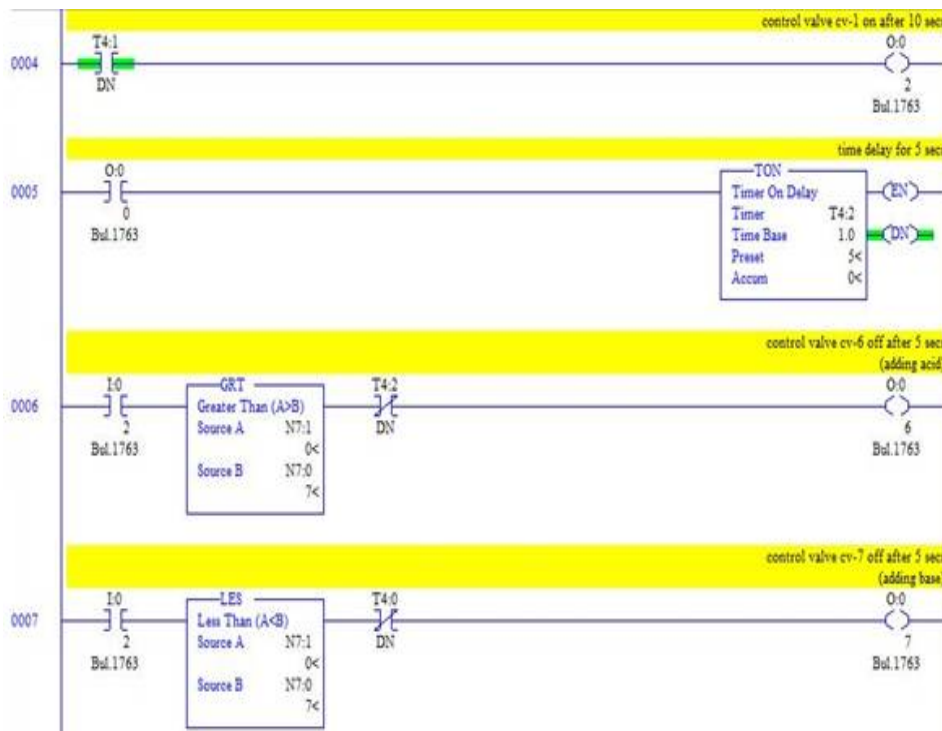 control valve cv-1 on after 10 sec
T4:1
O:0
0004
DN
2
Bul.1763
time delay for 5 sec
O:0
TON
0005
Timer On Delay
EN
0
Timer T4:2
Bul.1763
Time Base 1.0
DN
Preset 5<
Accum 0<
control valve cv-6 off after 5 sec
(adding acid)
I:0
GRT
T4:2
O:0
0006
Greater Than (A>B)
2
Source A N7:1
DN
6
Bul.1763
0<
Bul.1763
Source B N7:0
7<
control valve cv-7 off after 5 sec
(adding base)
I:0
LES
T4:0
O:0
0007
Less Than (A<B)
2
Source A N7:1
DN
7
Bul.1763
0<
Bul.1763
Source B N7:0
7<